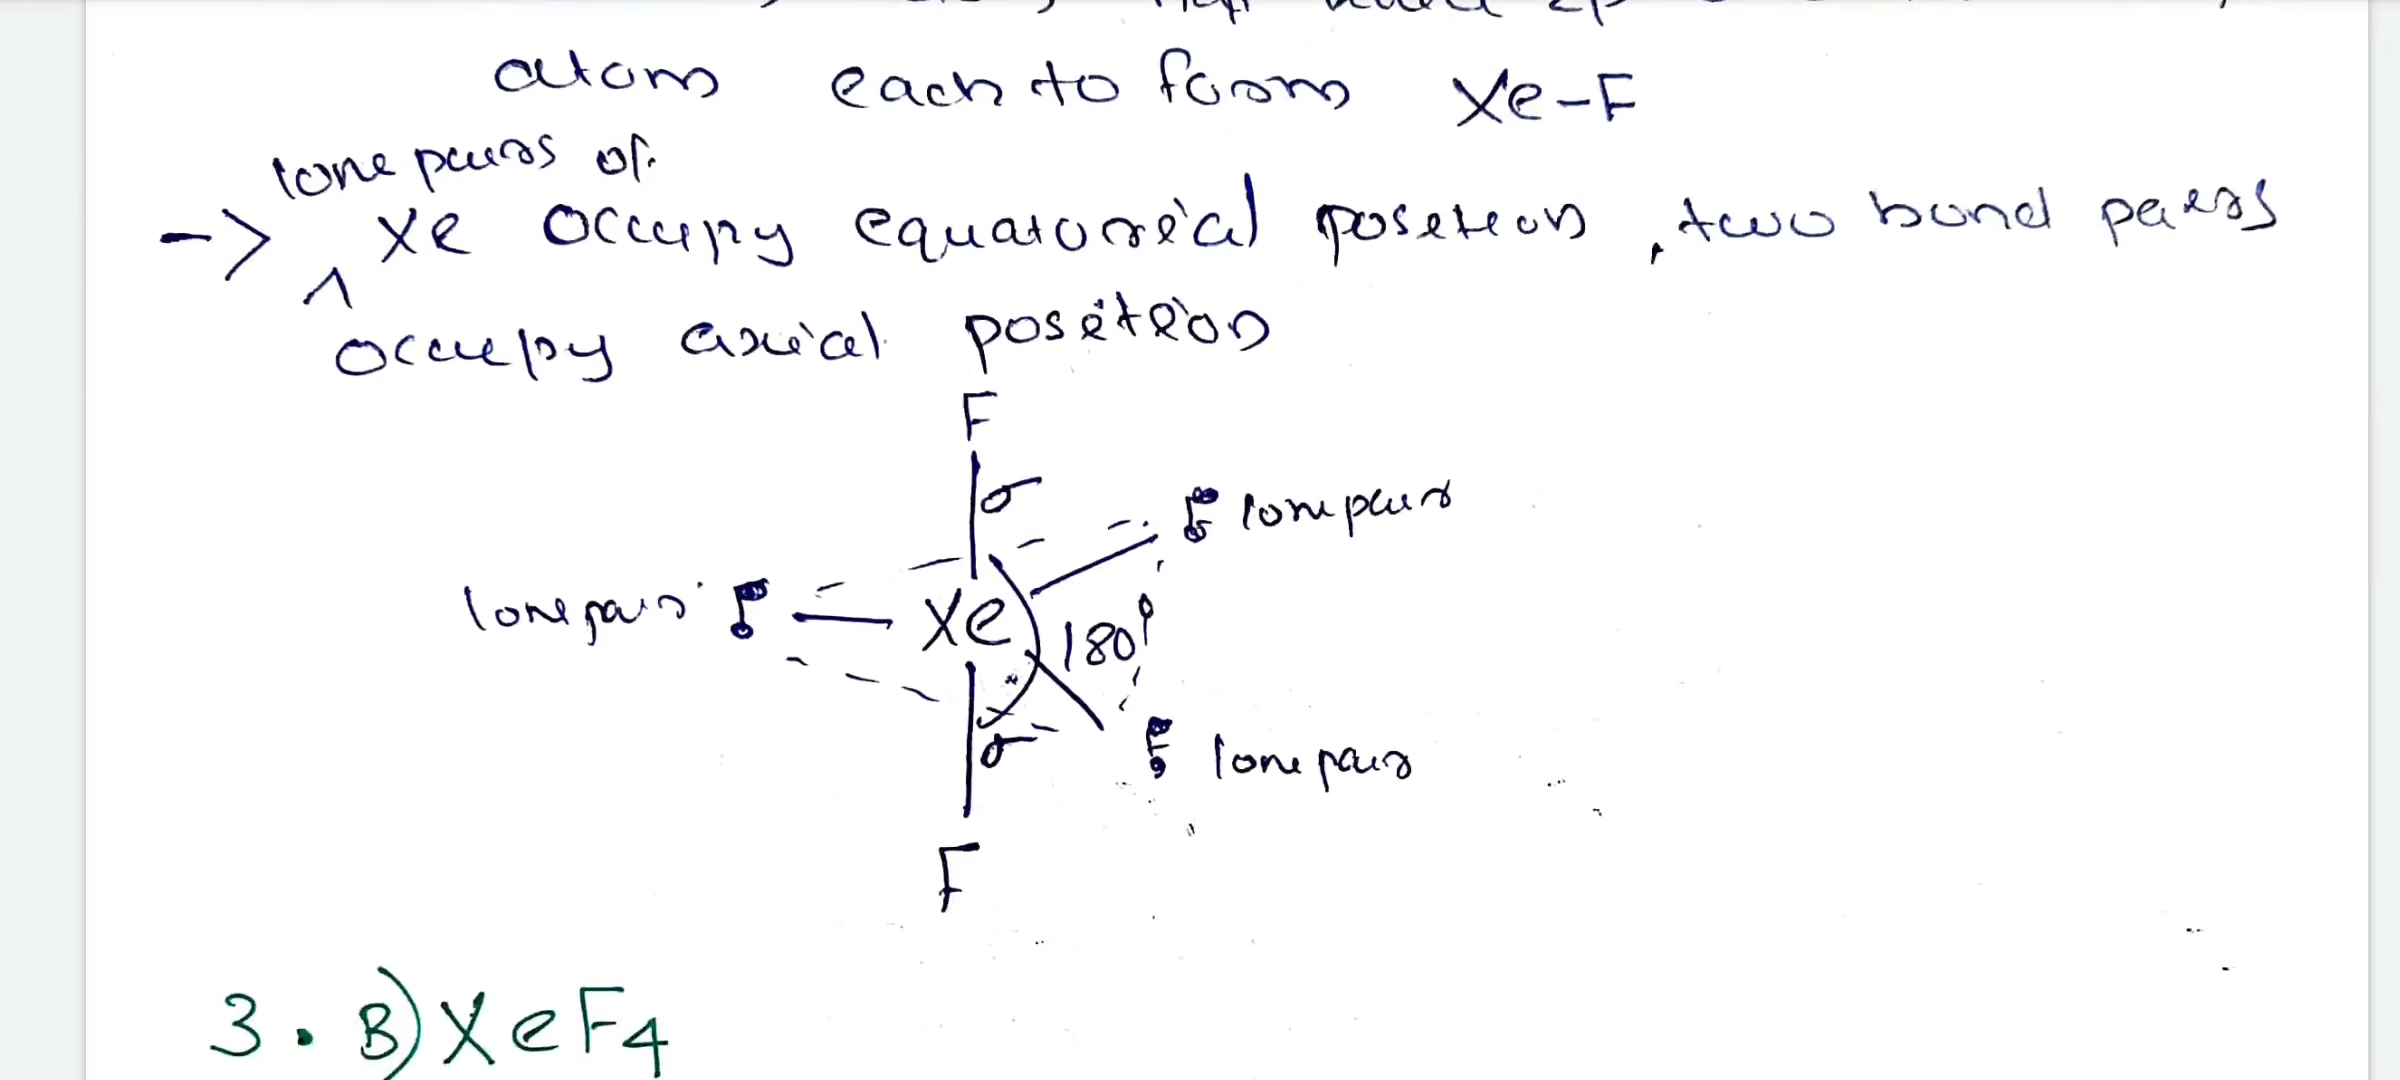 atom each to form Xe-F
lone pairs of
-> Xe occupy equatorial position, two bond pairs
occupy axial position
F
σ
lone pair
lone pair Xe 180°
σ
lone pair
F
3. B) XeF4